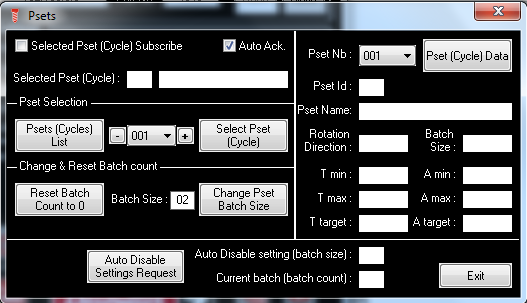 Psets
Selected Pset (Cycle) Subscribe
Auto Ack.
Selected Pset (Cycle) :
Pset Selection
Psets (Cycles)
List
-
001
+
Select Pset
(Cycle)
Change & Reset Batch count
Reset Batch
Count to 0
Batch Size :
02
Change Pset
Batch Size
Pset Nb :
001
Pset (Cycle) Data
Pset Id :
Pset Name:
Rotation
Direction :
Batch
Size :
T min :
A min :
T max :
A max :
T target :
A target :
Auto Disable
Settings Request
Auto Disable setting (batch size) :
Current batch (batch count) :
Exit